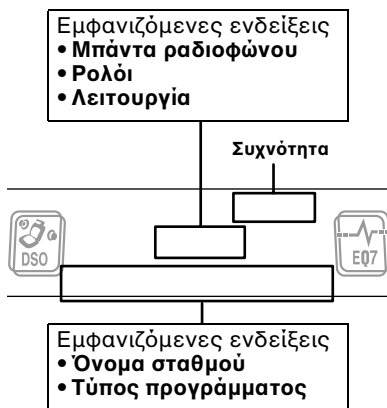 Εμφανιζόμενες ενδείξεις
• Μπάντα ραδιοφώνου
• Ρολόι
• Λειτουργία
Συχνότητα
DSO
EQ7
Εμφανιζόμενες ενδείξεις
• Όνομα σταθμού
• Τύπος προγράμματος